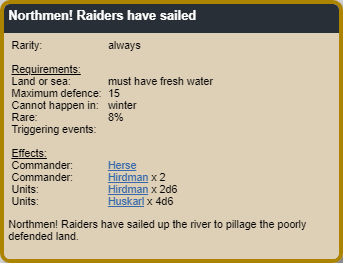 Northmen! Raiders have sailed
Rarity: always
Requirements:
Land or sea: must have fresh water
Maximum defence: 15
Cannot happen in: winter
Rare: 8%
Triggering events:
Effects:
Commander: Herse
Commander: Hirdman x 2
Units: Hirdman x 2d6
Units: Huskarl x 4d6
Northmen! Raiders have sailed up the river to pillage the poorly
defended land.